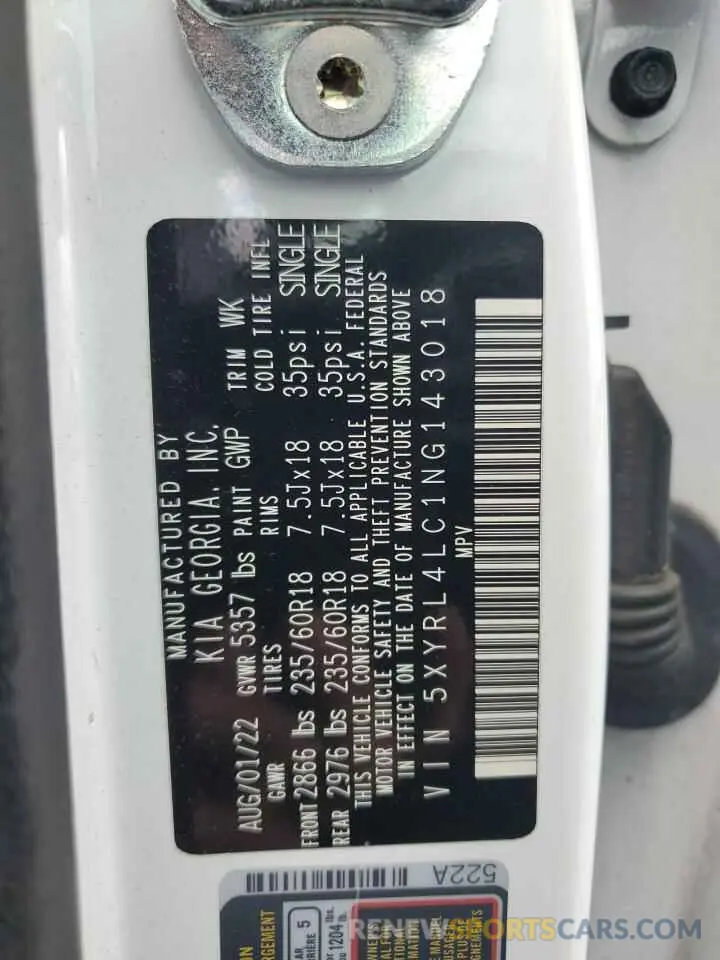 MANUFACTURED BY
KIA GEORGIA, INC.
AUG/01/22 GVWR 5357 lbs PAINT GWP TRIM WK
GAWR TIRES RIMS COLD TIRE INFL
FRONT 2866 lbs 235/60R18 7.5Jx18 35psi SINGLE
REAR 2976 lbs 235/60R18 7.5Jx18 35psi SINGLE
THIS VEHICLE CONFORMS TO ALL APPLICABLE U.S.A. FEDERAL
MOTOR VEHICLE SAFETY AND THEFT PREVENTION STANDARDS
IN EFFECT ON THE DATE OF MANUFACTURE SHOWN ABOVE
VIN 5XYRL4LC1NG143018
MPV
522A
5
1204
RENEWSPORTSCARS.COM